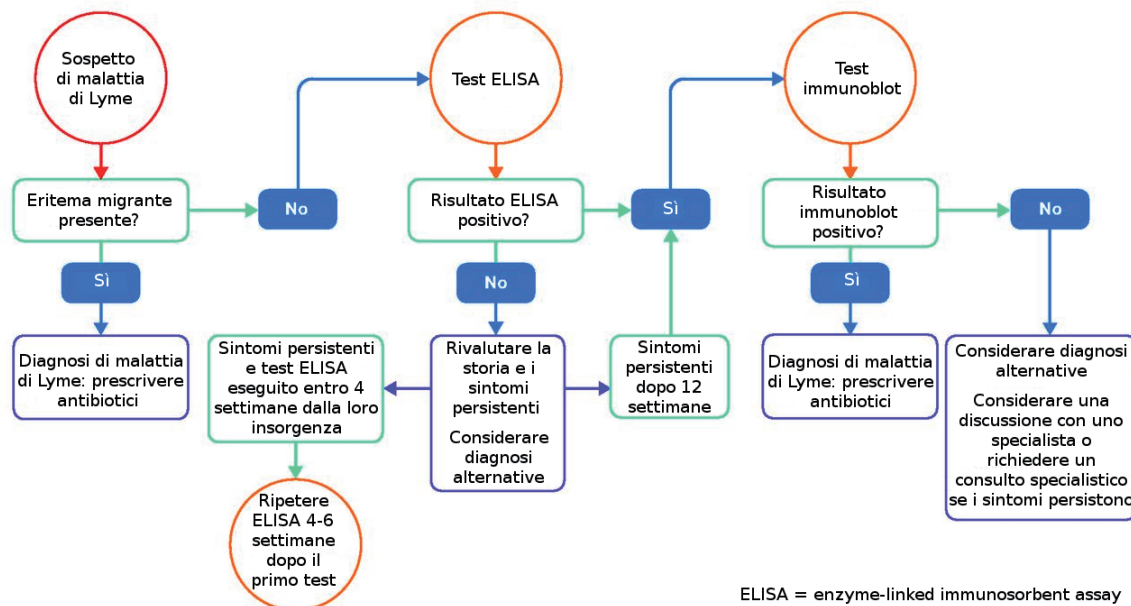 Sospetto
di malattia
di Lyme
Test ELISA
Test
immunoblot
Eritema migrante
presente?
No
Risultato ELISA
positivo?
Sì
Risultato
immunoblot
positivo?
No
Sì
No
Sì
Diagnosi di malattia
di Lyme: prescrivere
antibiotici
Sintomi persistenti
e test ELISA
eseguito entro 4
settimane dalla loro
insorgenza
Rivalutare la
storia e i
sintomi
persistenti
Considerare
diagnosi
alternative
Sintomi
persistenti
dopo 12
settimane
Diagnosi di malattia
di Lyme: prescrivere
antibiotici
Considerare diagnosi
alternative
Considerare una
discussione con uno
specialista o
richiedere un
consulto specialistico
se i sintomi persistono
Ripetere
ELISA 4-6
settimane
dopo il
primo test
ELISA = enzyme-linked immunosorbent assay